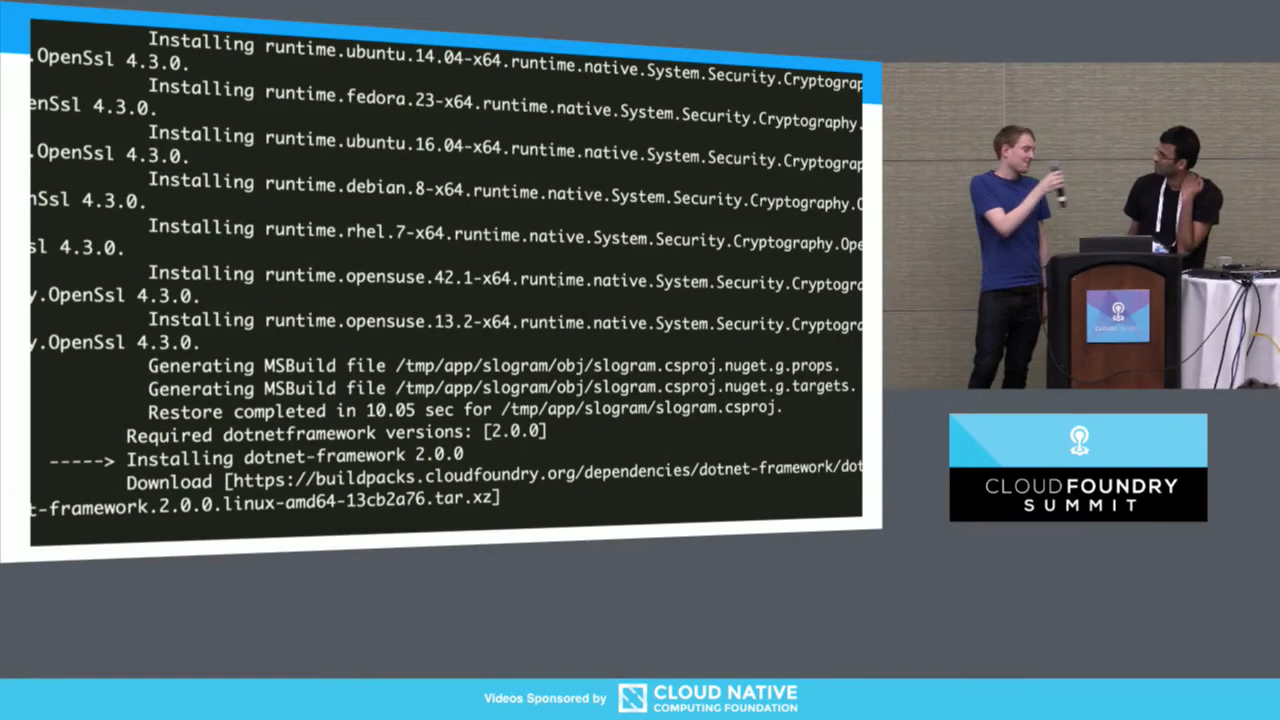 Installing runtime.ubuntu.14.04-x64.runtime.native.System.Security.Cryptograp
.OpenSsl 4.3.0.
Installing runtime.fedora.23-x64.runtime.native.System.Security.Cryptography.
enSsl 4.3.0.
Installing runtime.ubuntu.16.04-x64.runtime.native.System.Security.Cryptograp
.OpenSsl 4.3.0.
Installing runtime.debian.8-x64.runtime.native.System.Security.Cryptography.O
nSsl 4.3.0.
Installing runtime.rhel.7-x64.runtime.native.System.Security.Cryptography.Ope
sl 4.3.0.
Installing runtime.opensuse.42.1-x64.runtime.native.System.Security.Cryptogra
y.OpenSsl 4.3.0.
Installing runtime.opensuse.13.2-x64.runtime.native.System.Security.Cryptogra
y.OpenSsl 4.3.0.
Generating MSBuild file /tmp/app/slogram/obj/slogram.csproj.nuget.g.props.
Generating MSBuild file /tmp/app/slogram/obj/slogram.csproj.nuget.g.targets.
Restore completed in 10.05 sec for /tmp/app/slogram/slogram.csproj.
Required dotnetframework versions: [2.0.0]
-----> Installing dotnet-framework 2.0.0
Download [https://buildpacks.cloudfoundry.org/dependencies/dotnet-framework/dot
t-framework.2.0.0.linux-amd64-13cb2a76.tar.xz]
CLOUD FOUNDRY
CLOUD FOUNDRY
SUMMIT
Videos Sponsored by
CLOUD NATIVE
COMPUTING FOUNDATION